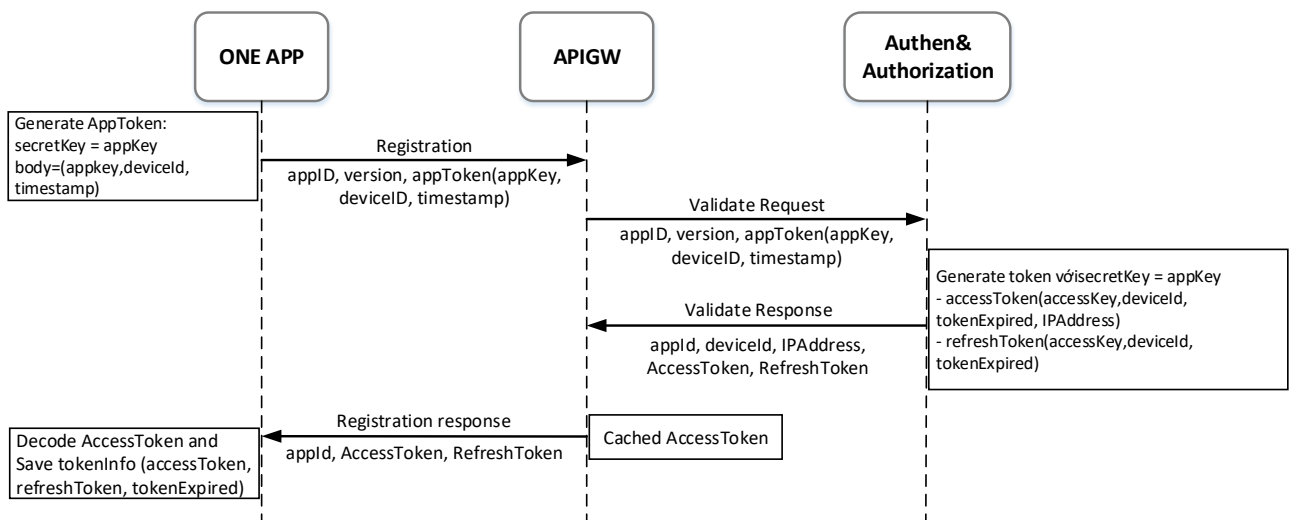 ONE APP
APIGW
Authen&
Authorization
Generate AppToken:
secretKey = appKey
body=(appkey,deviceId,
timestamp)
Registration
appID, version, appToken(appKey,
deviceID, timestamp)
Validate Request
appID, version, appToken(appKey,
deviceID, timestamp)
Generate token vớisecretKey = appKey
- accessToken(accessKey,deviceId,
tokenExpired, IPAddress)
- refreshToken(accessKey,deviceId,
tokenExpired)
Validate Response
appId, deviceId, IPAddress,
AccessToken, RefreshToken
Registration response
appId, AccessToken, RefreshToken
Cached AccessToken
Decode AccessToken and
Save tokenInfo (accessToken,
refreshToken, tokenExpired)